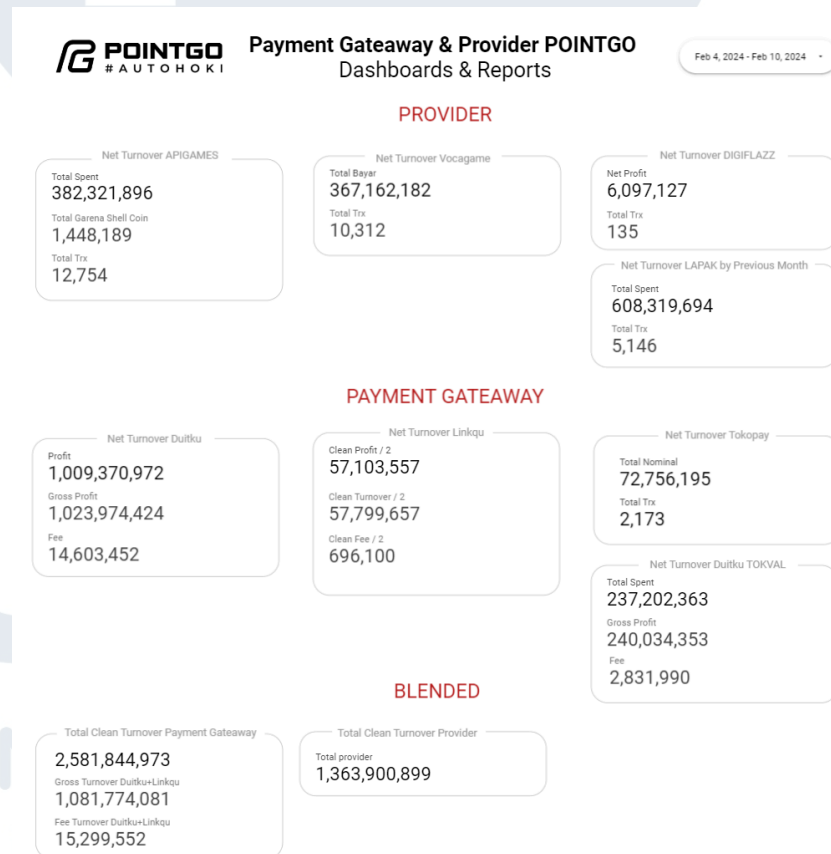 POINTGO
#AUTOHOKI
Payment Gateaway & Provider POINTGO
Dashboards & Reports
Feb 4, 2024 - Feb 10, 2024
PROVIDER
Net Turnover APIGAMES
Total Spent
382,321,896
Total Garena Shell Coin
1,448,189
Total Trx
12,754
Net Turnover Vocagame
Total Bayar
367,162,182
Total Trx
10,312
Net Turnover DIGIFLAZZ
Net Profit
6,097,127
Total Trx
135
Net Turnover LAPAK by Previous Month
Total Spent
608,319,694
Total Trx
5,146
PAYMENT GATEAWAY
Net Turnover Duitku
Profit
1,009,370,972
Gross Profit
1,023,974,424
Fee
14,603,452
Net Turnover Linkqu
Clean Profit / 2
57,103,557
Clean Turnover / 2
57,799,657
Clean Fee / 2
696,100
Net Turnover Tokopay
Total Nominal
72,756,195
Total Trx
2,173
Net Turnover Duitku TOKVAL
Total Spent
237,202,363
Gross Profit
240,034,353
Fee
2,831,990
BLENDED
Total Clean Turnover Payment Gateaway
2,581,844,973
Gross Turnover Duitku+Linkqu
1,081,774,081
Fee Turnover Duitku+Linkqu
15,299,552
Total Clean Turnover Provider
Total provider
1,363,900,899